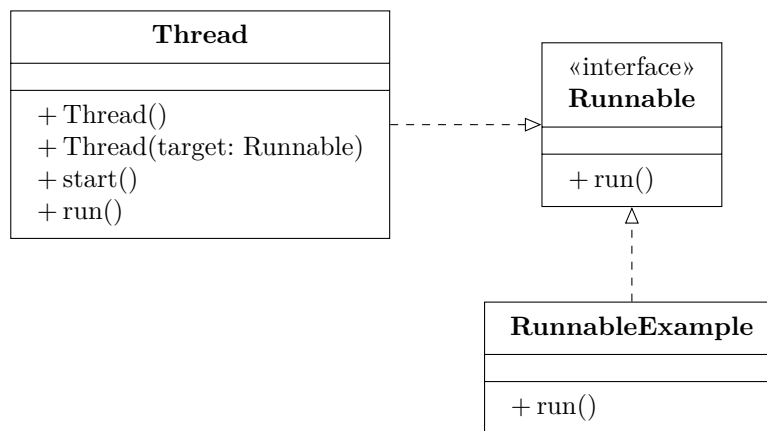 Thread
+ Thread()
+ Thread(target: Runnable)
+ start()
+ run()
«interface»
Runnable
+ run()
RunnableExample
+ run()